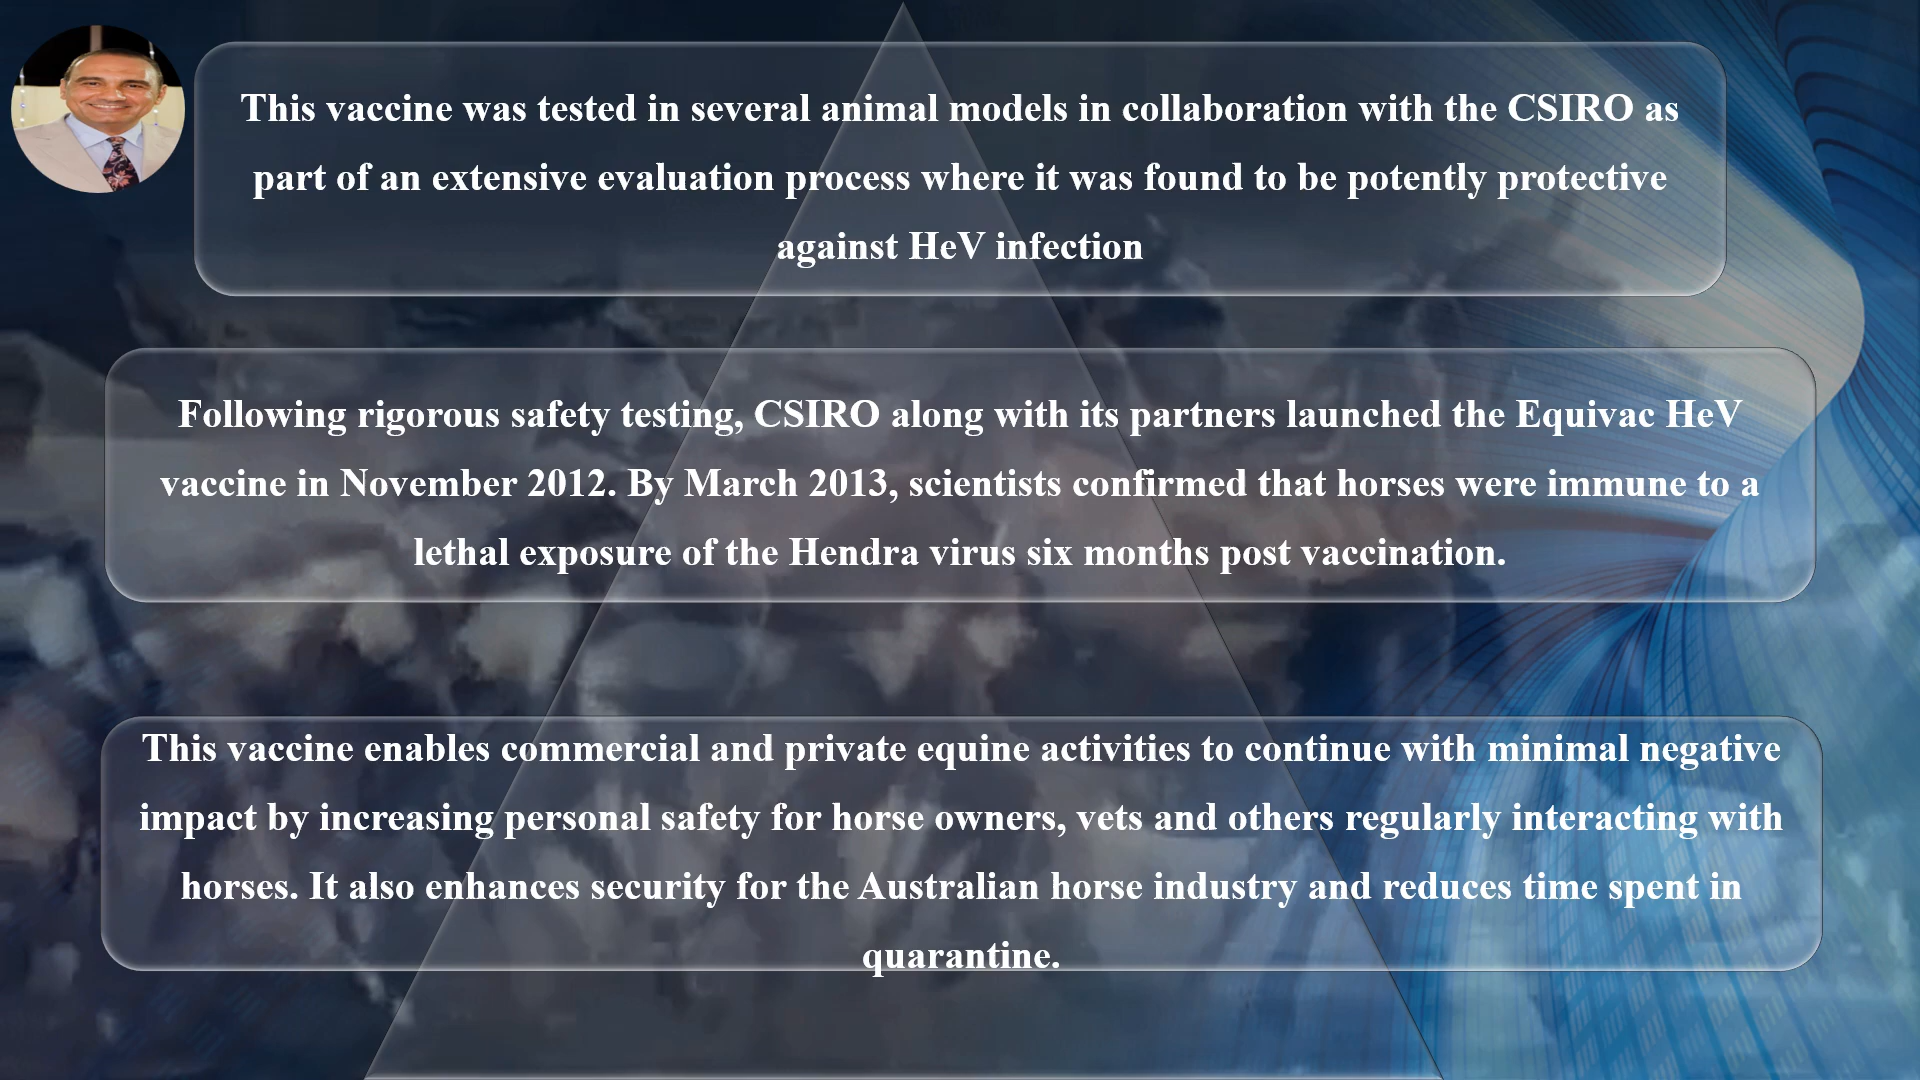 This vaccine was tested in several animal models in collaboration with the CSIRO as
part of an extensive evaluation process where it was found to be potently protective
against HeV infection
Following rigorous safety testing, CSIRO along with its partners launched the Equivac HeV
vaccine in November 2012. By March 2013, scientists confirmed that horses were immune to a
lethal exposure of the Hendra virus six months post vaccination.
This vaccine enables commercial and private equine activities to continue with minimal negative
impact by increasing personal safety for horse owners, vets and others regularly interacting with
horses. It also enhances security for the Australian horse industry and reduces time spent in
quarantine.